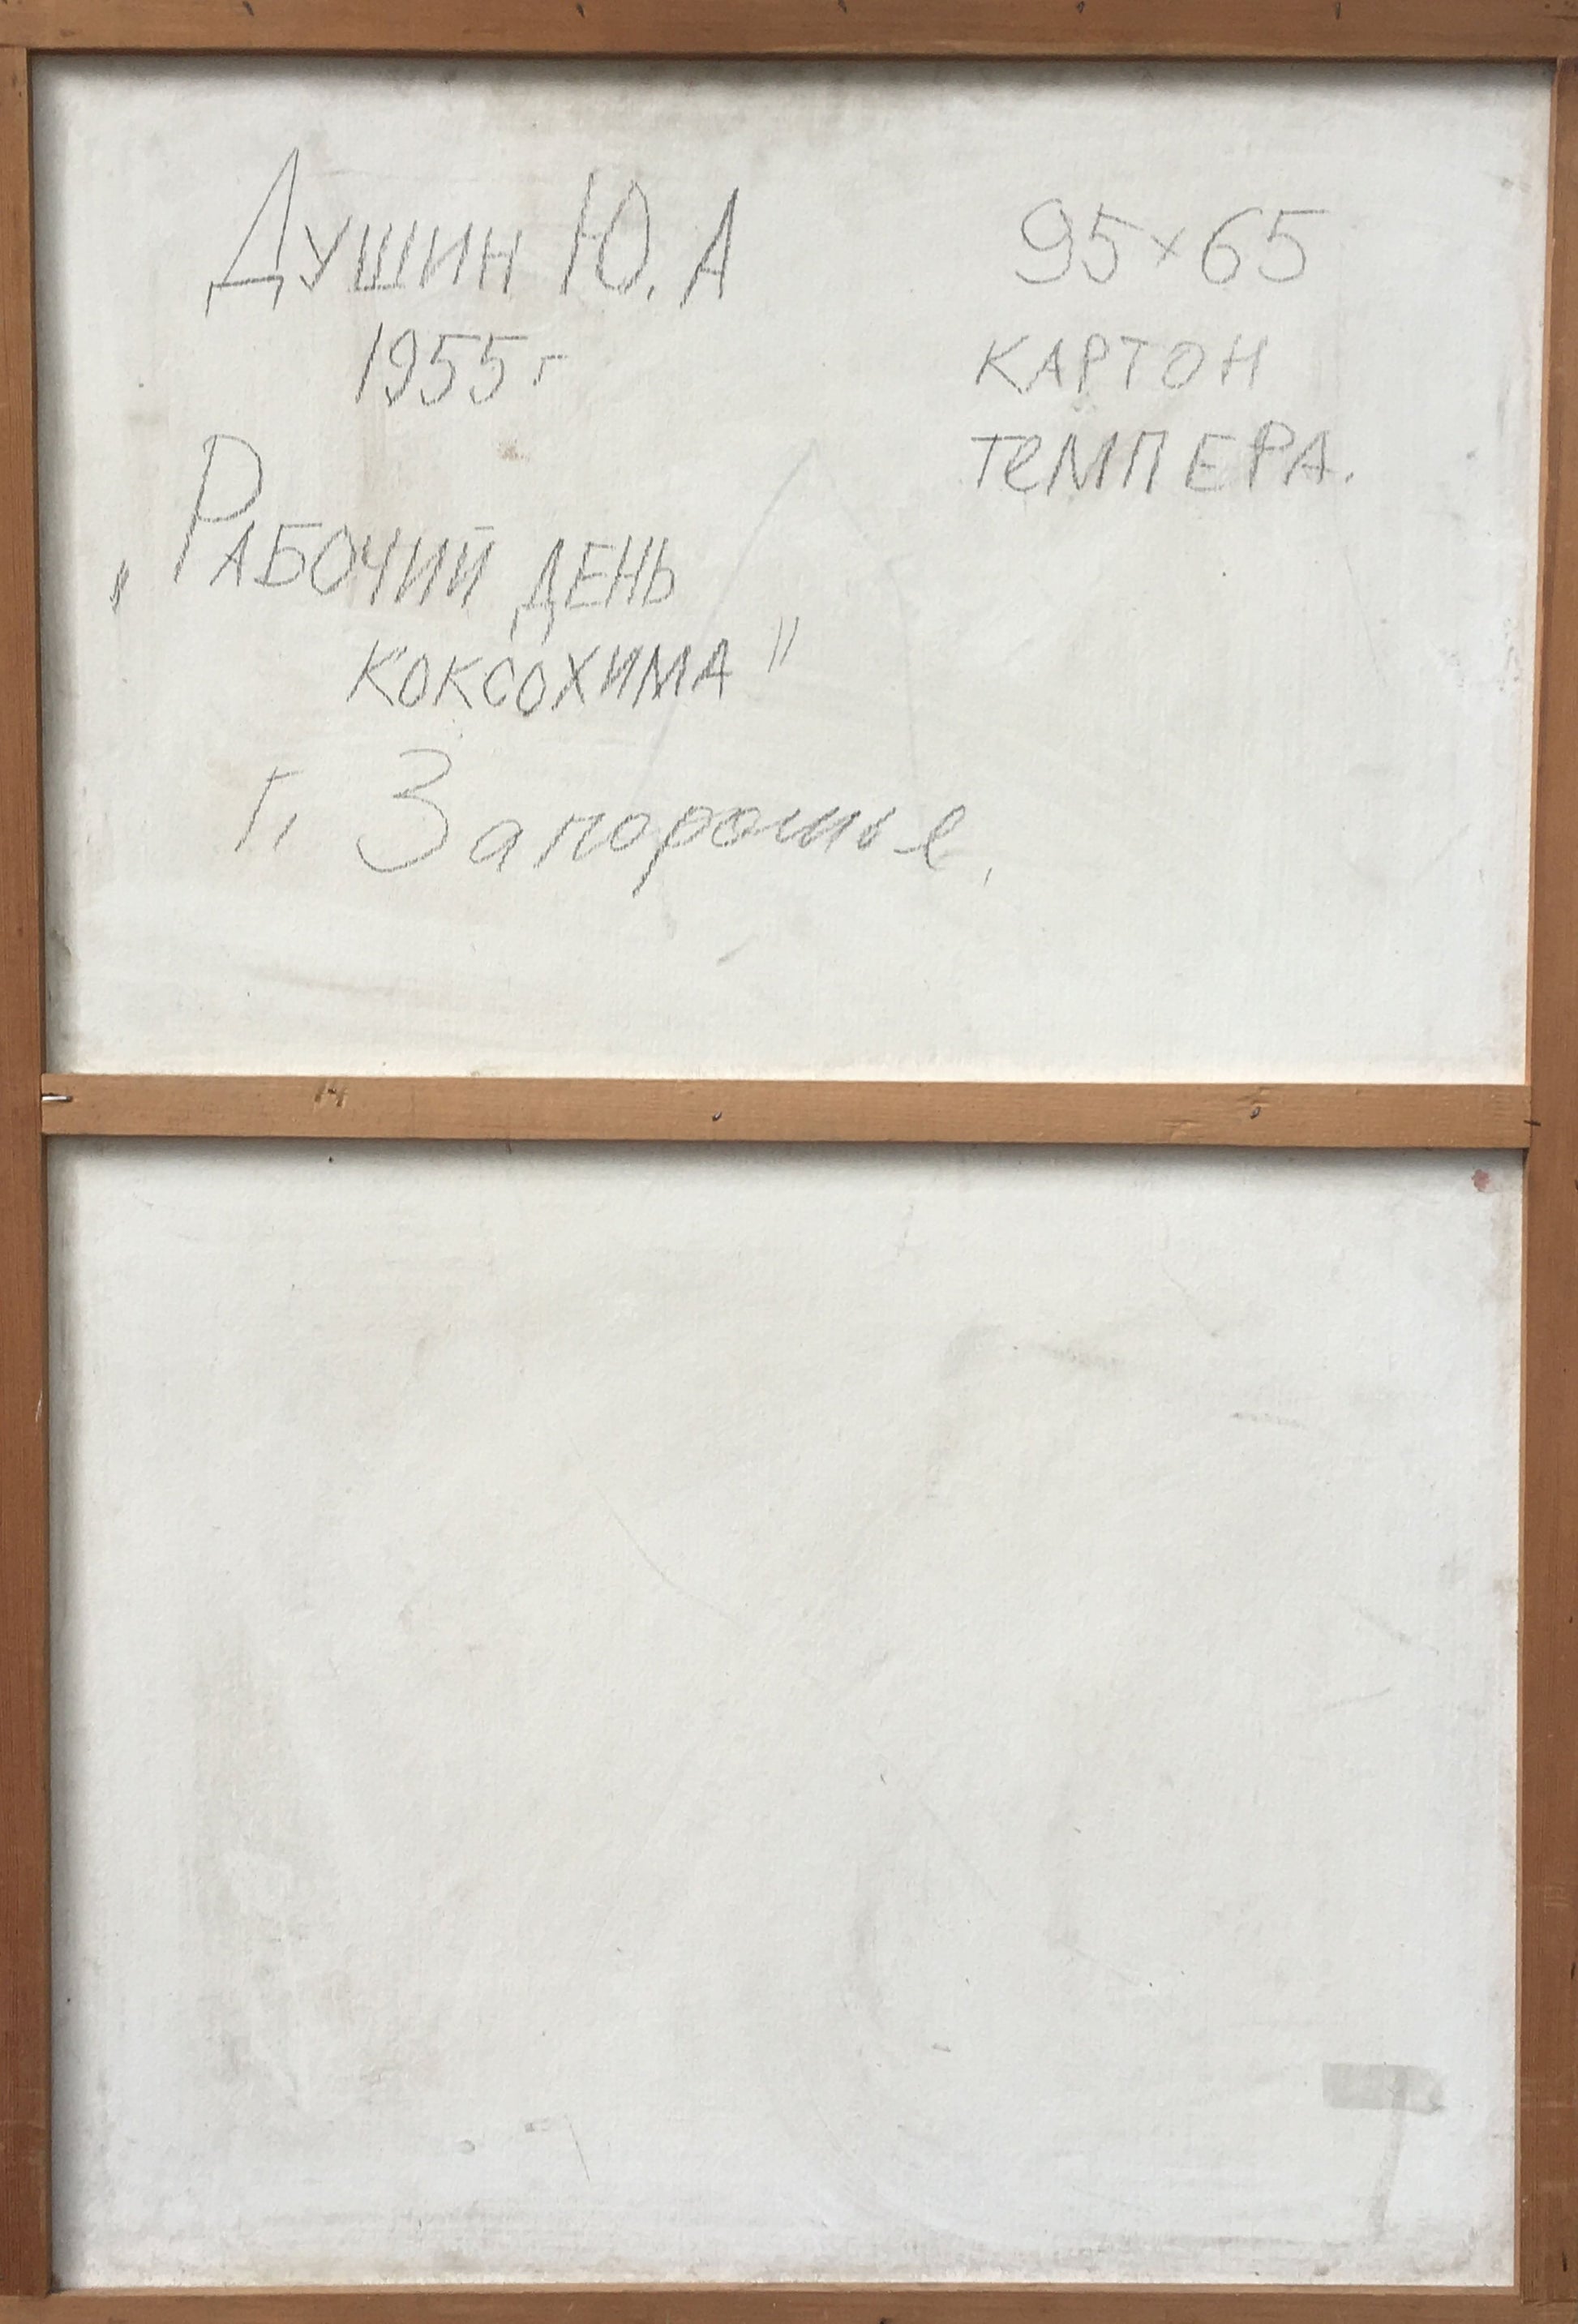 Душин Ю. А
1955 г
„Рабочий день
коксохима"
г. Запорожье.
95×65
картон
темпера.